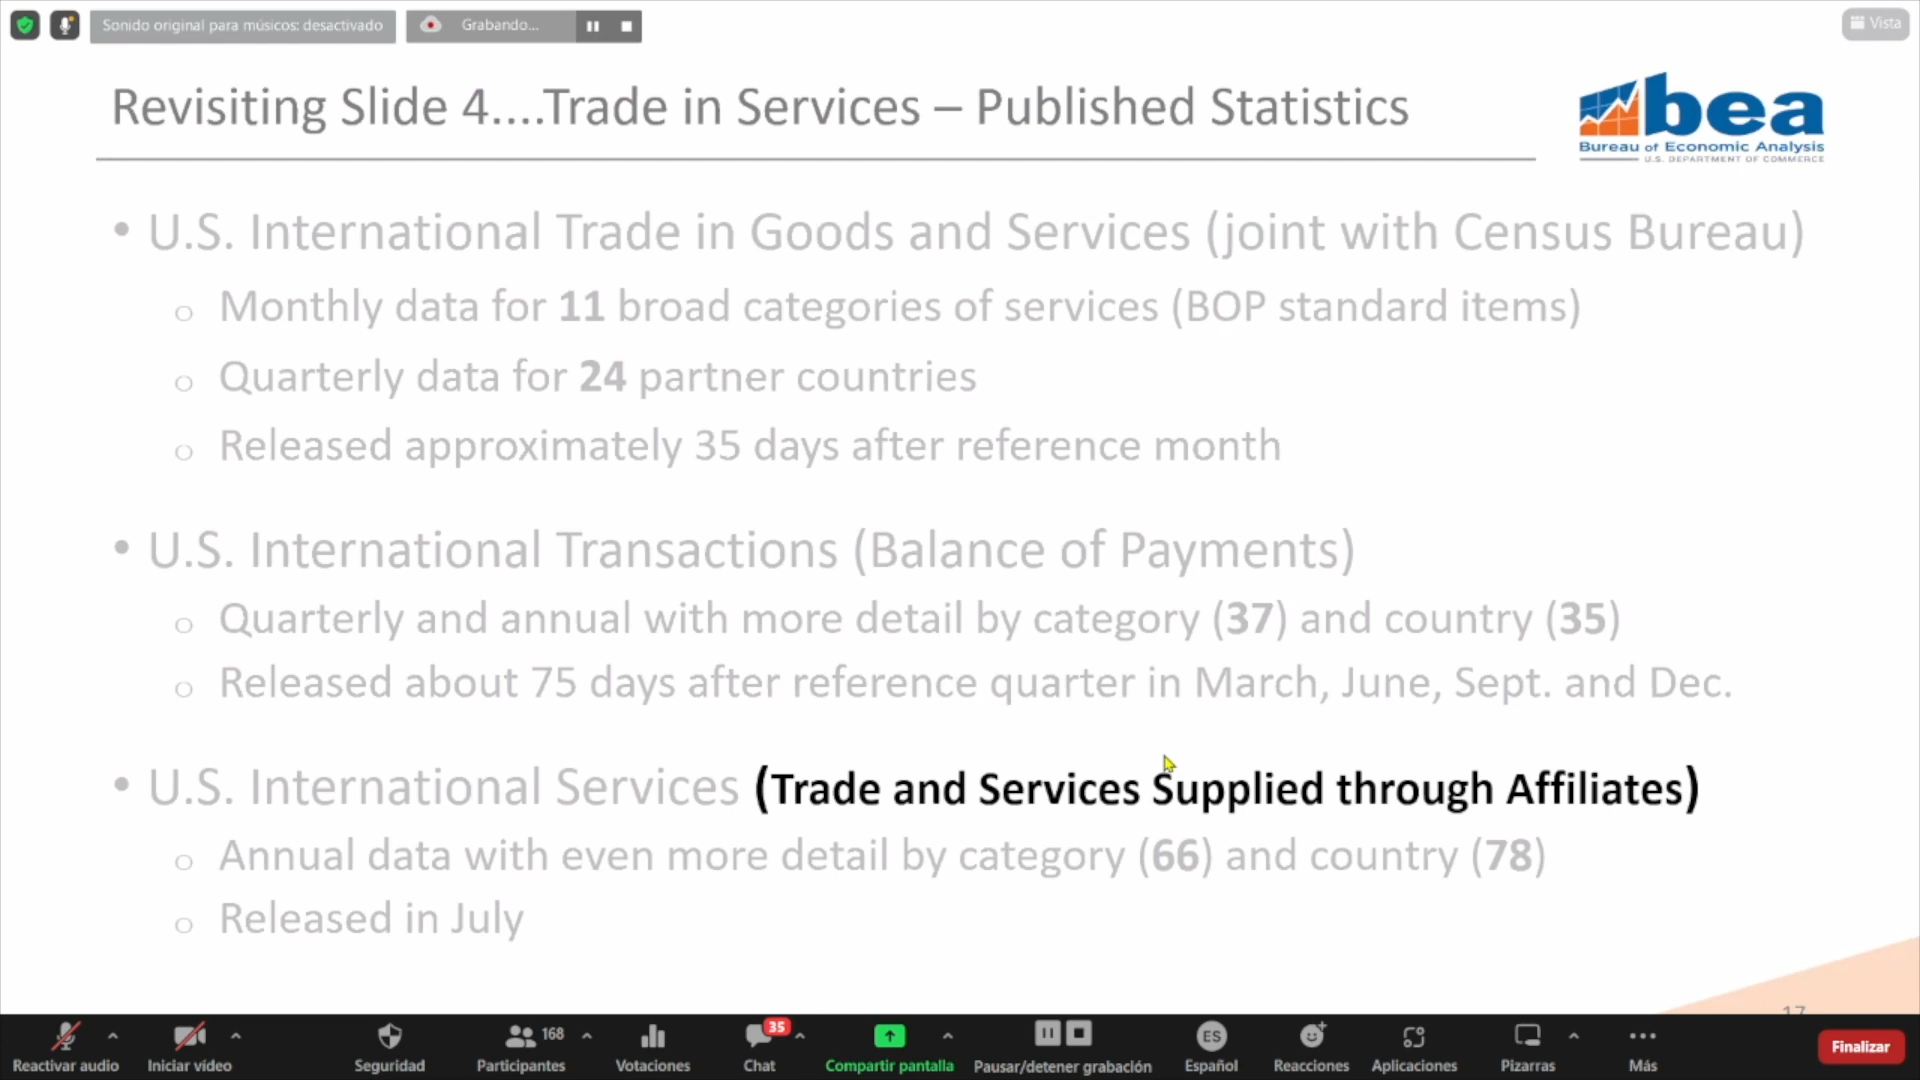 Sonido original para músicos: desactivado
Grabando...
Vista
Revisiting Slide 4....Trade in Services – Published Statistics
bea
Bureau of Economic Analysis
U.S. DEPARTMENT OF COMMERCE
• U.S. International Trade in Goods and Services (joint with Census Bureau)
o Monthly data for 11 broad categories of services (BOP standard items)
o Quarterly data for 24 partner countries
o Released approximately 35 days after reference month
• U.S. International Transactions (Balance of Payments)
o Quarterly and annual with more detail by category (37) and country (35)
o Released about 75 days after reference quarter in March, June, Sept. and Dec.
• U.S. International Services (Trade and Services Supplied through Affiliates)
o Annual data with even more detail by category (66) and country (78)
o Released in July
17
168
35
ES
Reactivar audio
Iniciar vídeo
Seguridad
Participantes
Votaciones
Chat
Compartir pantalla
Pausar/detener grabación
Español
Reacciones
Aplicaciones
Pizarras
Más
Finalizar